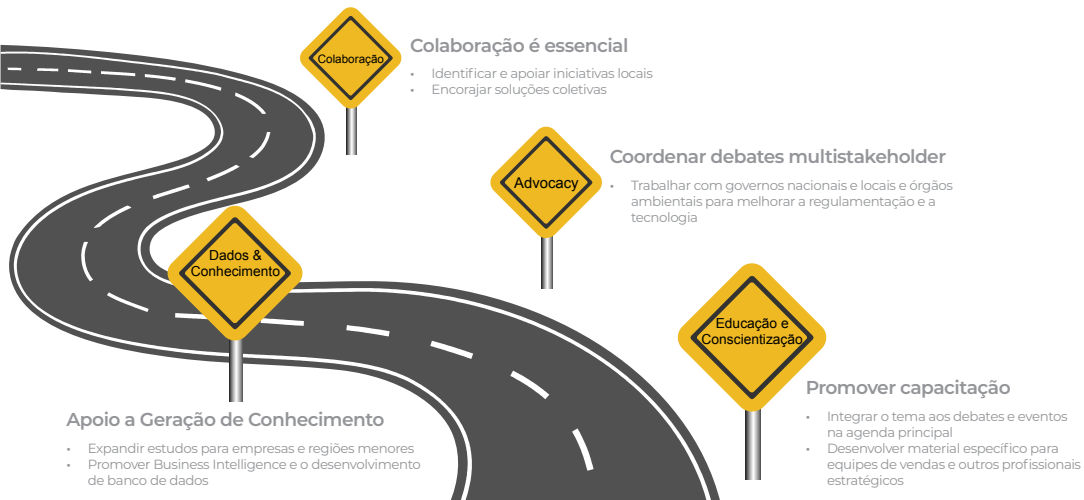 Colaboração
Colaboração é essencial
• Identificar e apoiar iniciativas locais
• Encorajar soluções coletivas
Advocacy
Coordenar debates multistakeholder
• Trabalhar com governos nacionais e locais e órgãos
ambientais para melhorar a regulamentação e a
tecnologia
Dados &
Conhecimento
Apoio a Geração de Conhecimento
• Expandir estudos para empresas e regiões menores
• Promover Business Intelligence e o desenvolvimento
de banco de dados
Educação e
Conscientização
Promover capacitação
• Integrar o tema aos debates e eventos
na agenda principal
• Desenvolver material específico para
equipes de vendas e outros profissionais
estratégicos